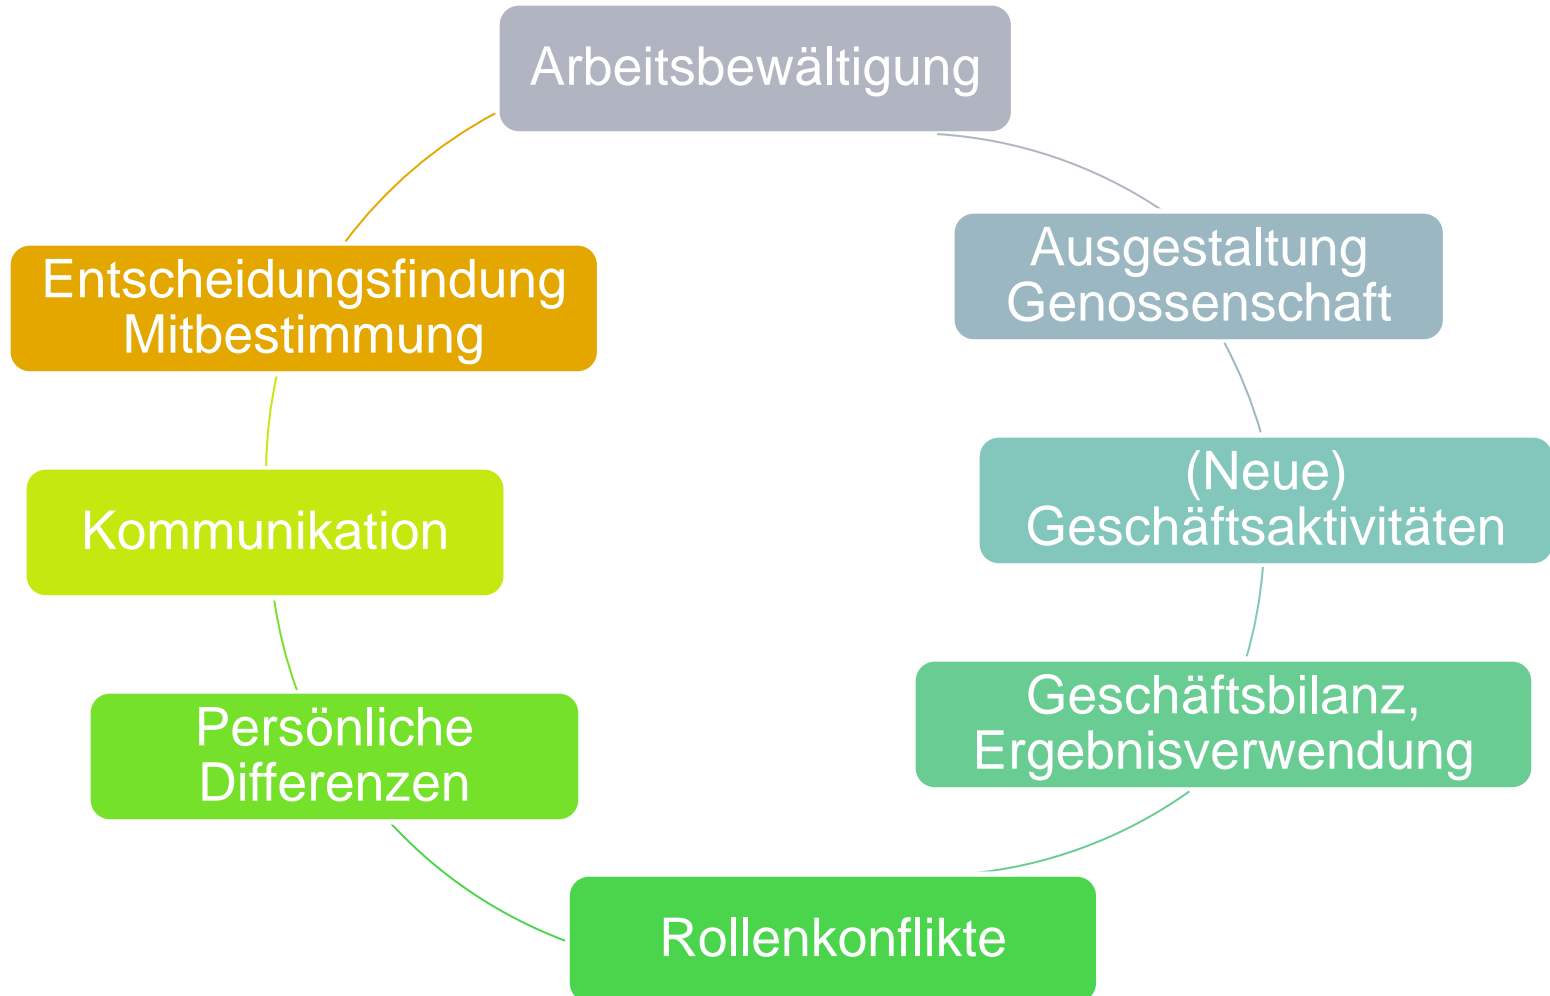 Arbeitsbewältigung
Ausgestaltung
Genossenschaft
(Neue)
Geschäftsaktivitäten
Geschäftsbilanz,
Ergebnisverwendung
Rollenkonflikte
Persönliche
Differenzen
Kommunikation
Entscheidungsfindung
Mitbestimmung